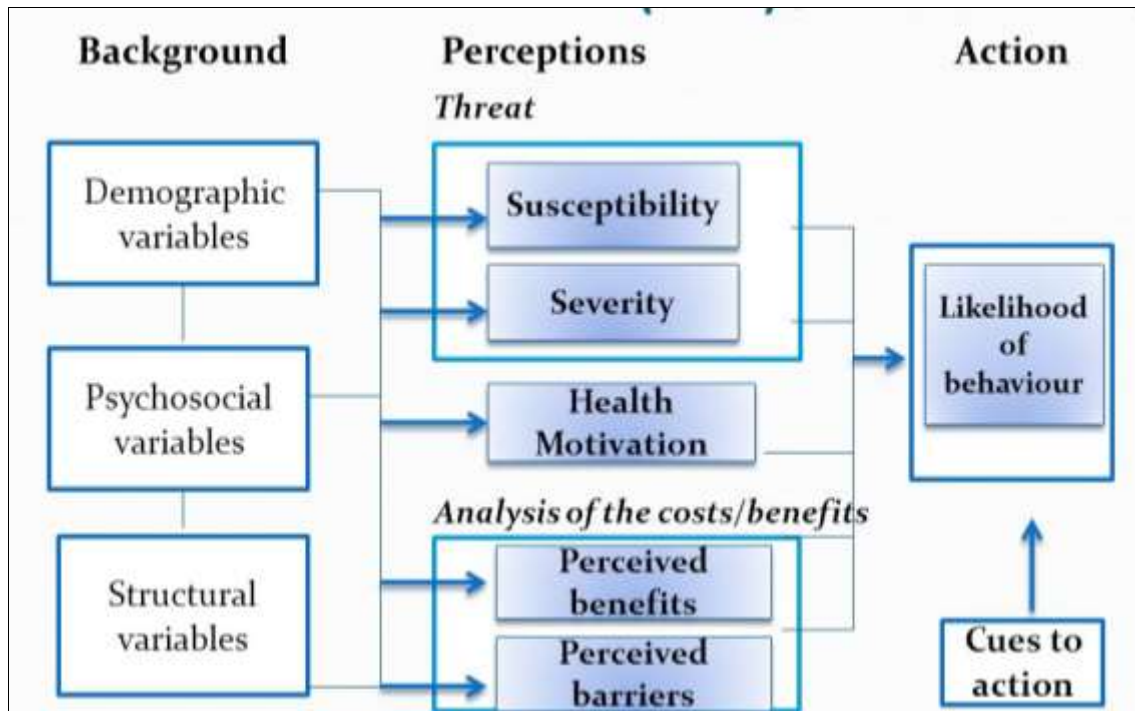 Background
Perceptions
Action
Threat
Demographic
variables
Susceptibility
Severity
Likelihood
of
behaviour
Psychosocial
variables
Health
Motivation
Analysis of the costs/benefits
Structural
variables
Perceived
benefits
Perceived
barriers
Cues to
action